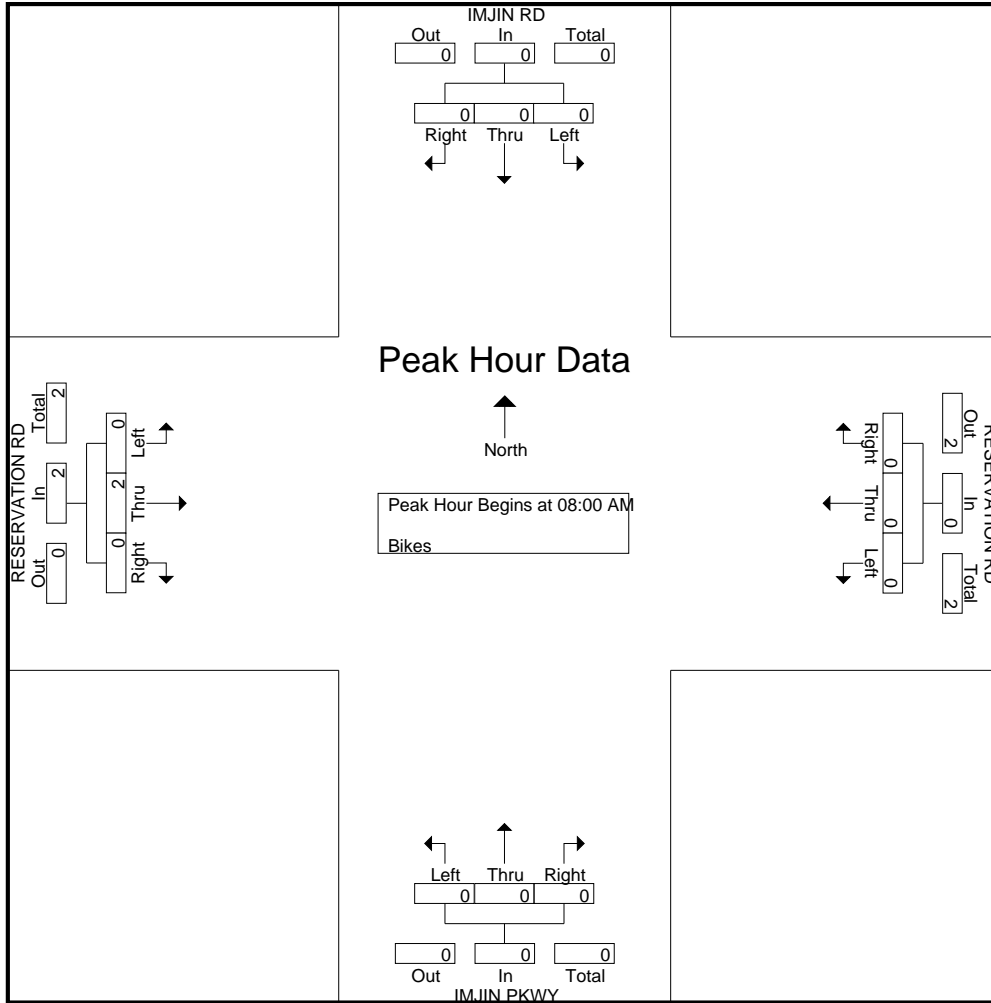 IMJIN RD
Out In Total
0 0 0
0 0 0
Right Thru Left
Peak Hour Data
North
Peak Hour Begins at 08:00 AM
Bikes
RESERVATION RD
Total In Out
2 2 0
0 2 0
Left Thru Right
RESERVATION RD
Out In Total
2 0 2
0 0 0
Right Thru Left
Left Thru Right
0 0 0
0 0 0
Out In Total
IMJIN PKWY